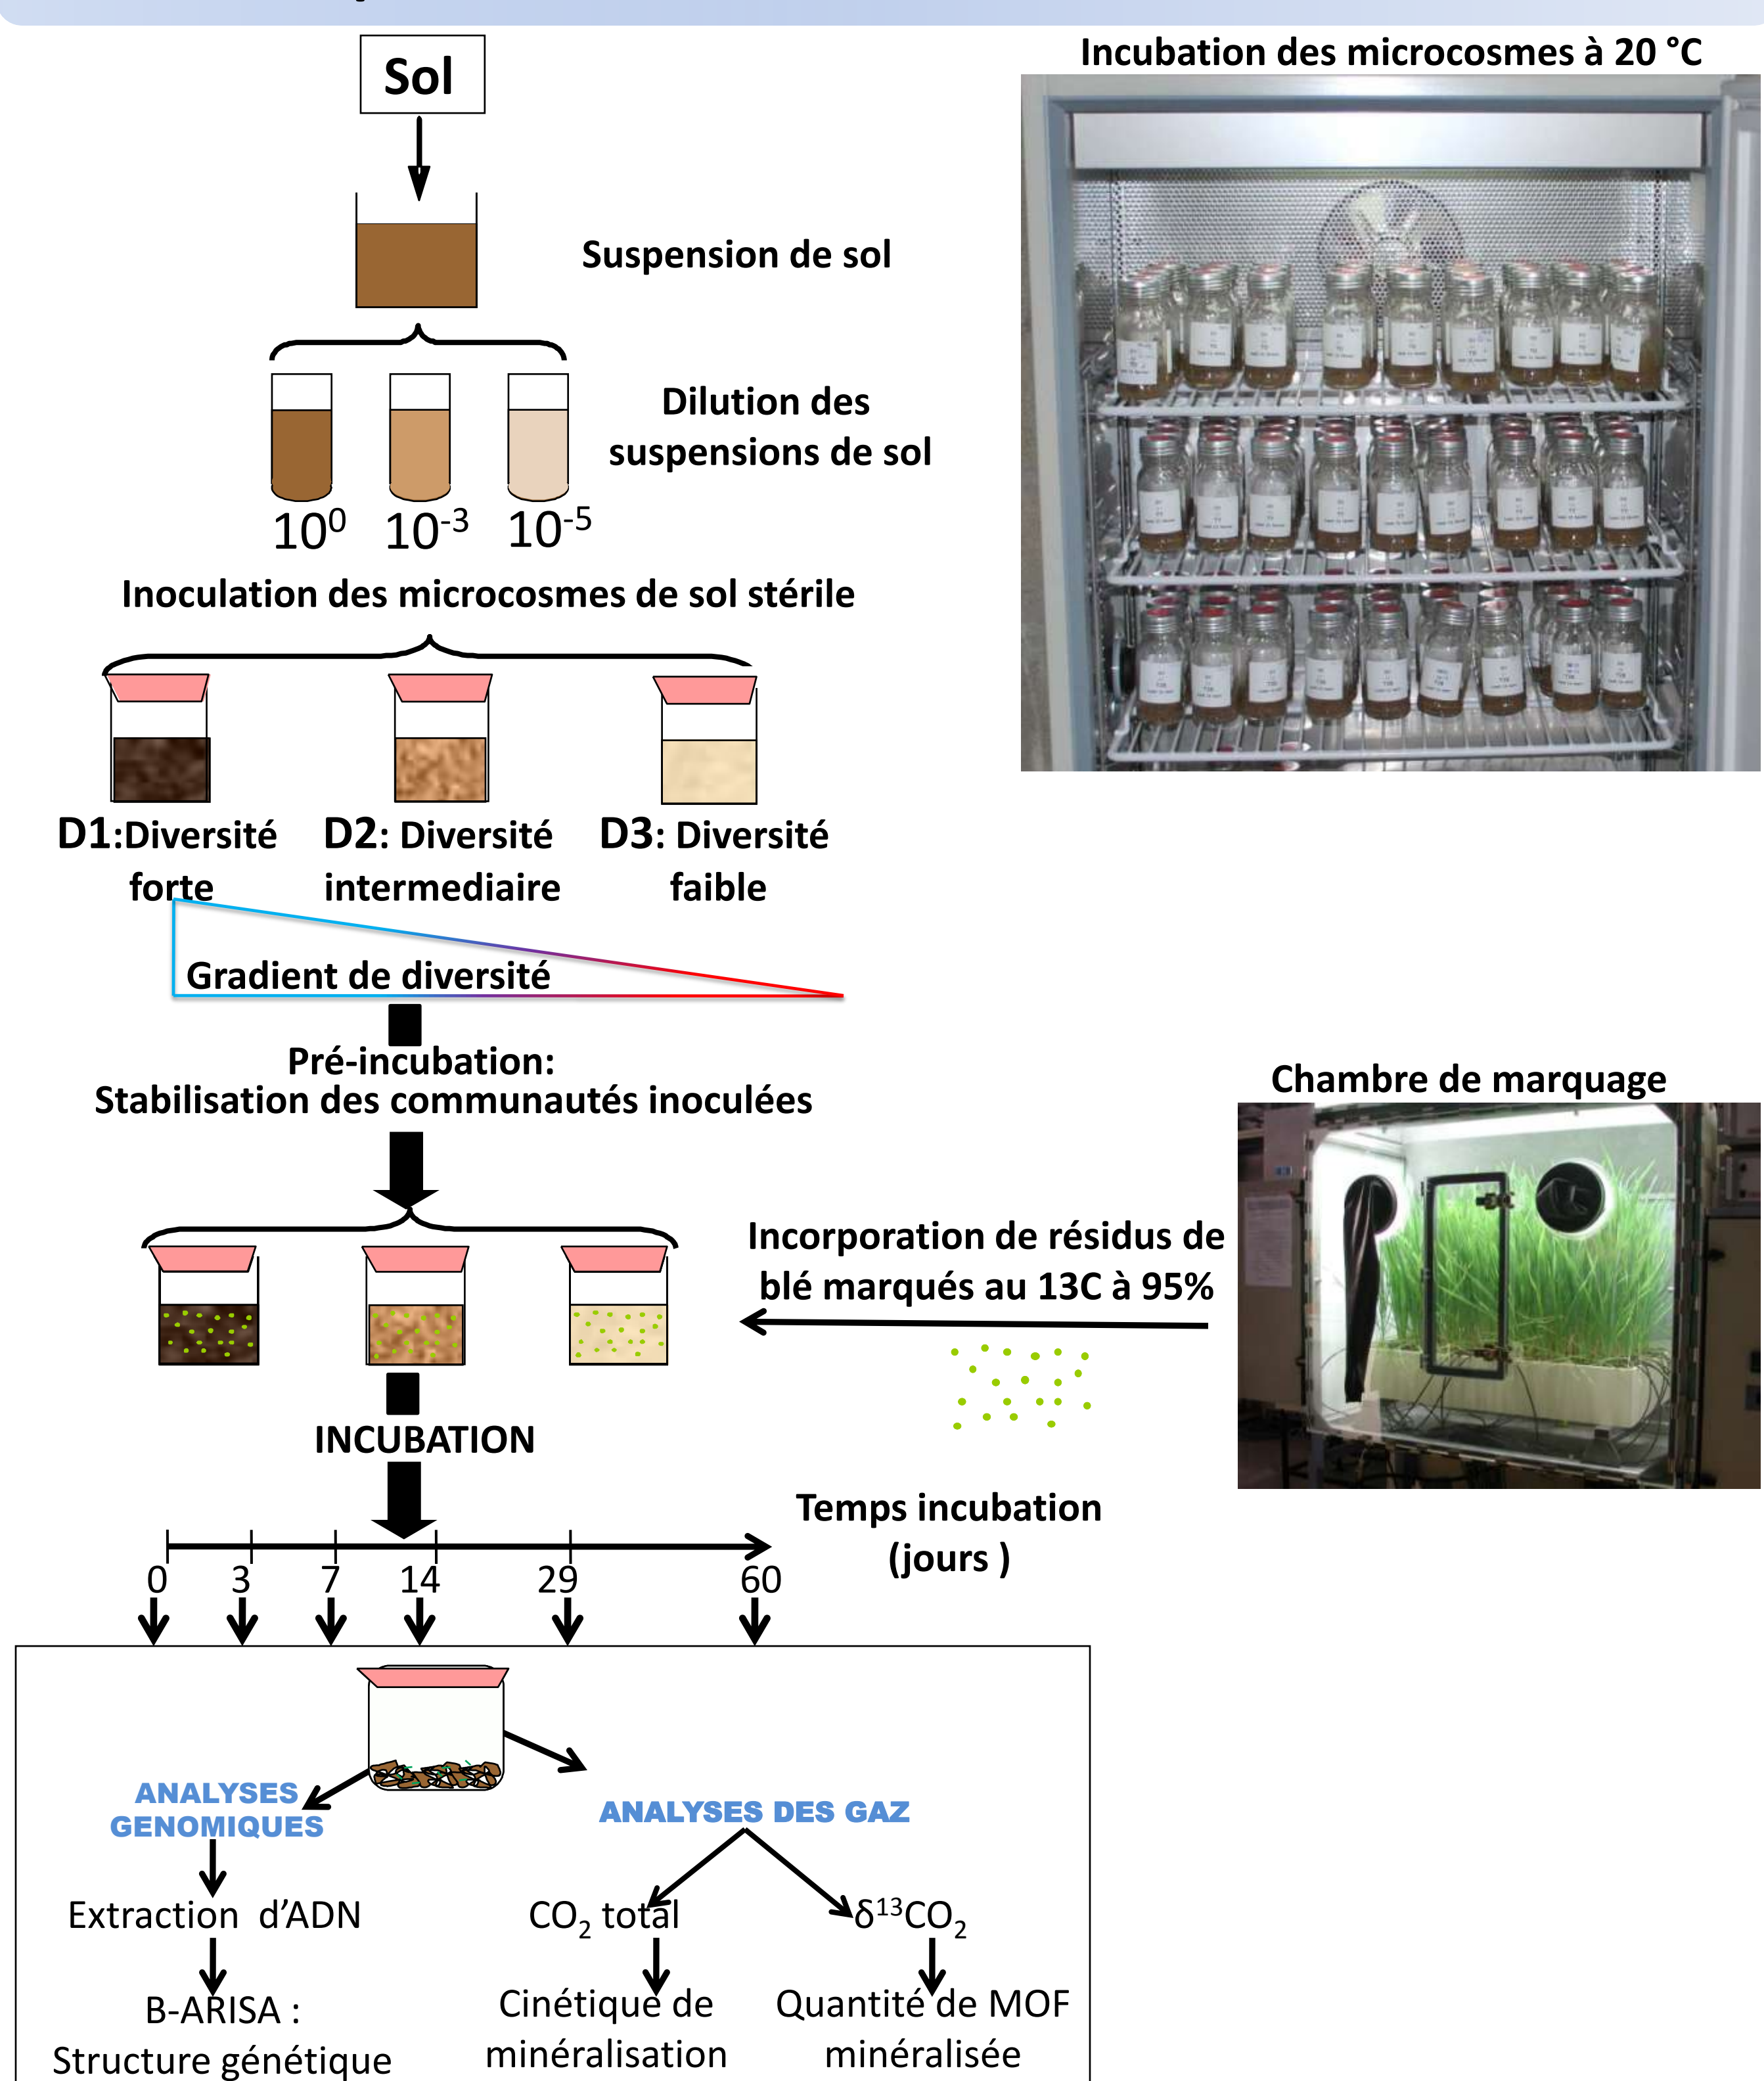 Sol
Incubation des microcosmes à 20 °C
Suspension de sol
Dilution des
suspensions de sol
10⁰ 10⁻³ 10⁻⁵
Inoculation des microcosmes de sol stérile
D1:Diversité
forte
D2: Diversité
intermediaire
D3: Diversité
faible
Gradient de diversité
Pré-incubation:
Stabilisation des communautés inoculées
Chambre de marquage
Incorporation de résidus de
blé marqués au 13C à 95%
INCUBATION
Temps incubation
(jours )
0 3 7 14 29 60
ANALYSES
GENOMIQUES
ANALYSES DES GAZ
Extraction d’ADN
CO₂ total
δ¹³CO₂
B-ARISA :
Structure génétique
Cinétique de
minéralisation
Quantité de MOF
minéralisée